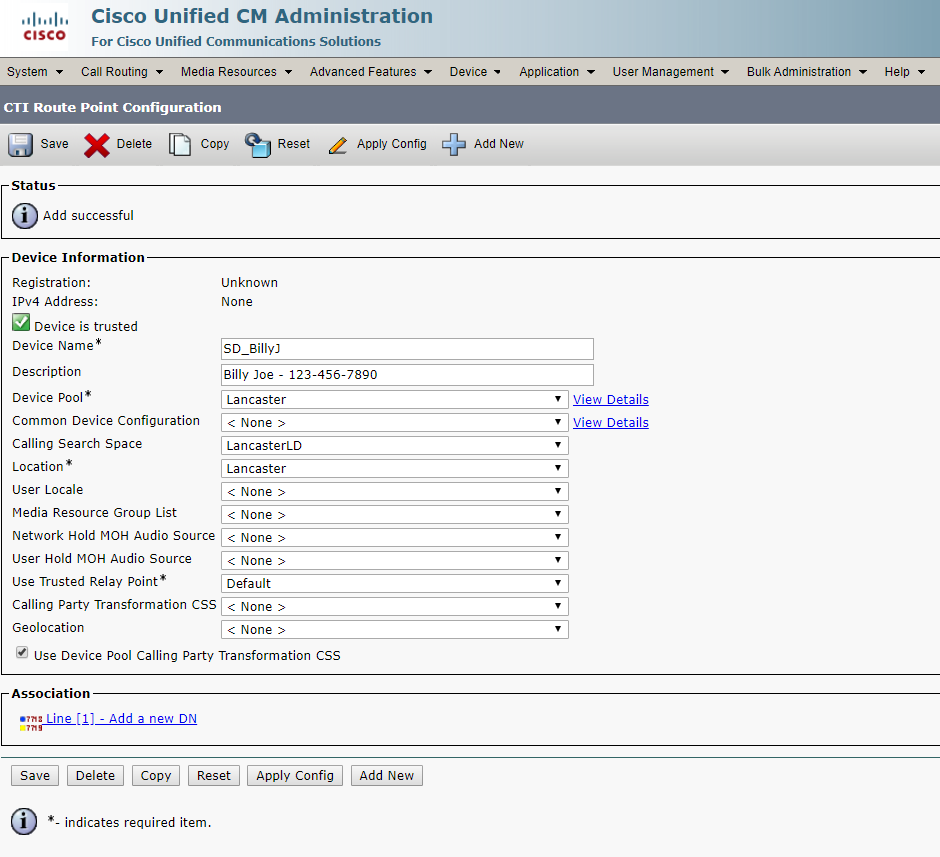 CISCO
Cisco Unified CM Administration
For Cisco Unified Communications Solutions
System Call Routing Media Resources Advanced Features Device Application User Management Bulk Administration Help
CTI Route Point Configuration
Save Delete Copy Reset Apply Config Add New
Status
Add successful
Device Information
Registration: Unknown
IPv4 Address: None
Device is trusted
Device Name* SD_BillyJ
Description Billy Joe - 123-456-7890
Device Pool* Lancaster View Details
Common Device Configuration < None > View Details
Calling Search Space LancasterLD
Location* Lancaster
User Locale < None >
Media Resource Group List < None >
Network Hold MOH Audio Source < None >
User Hold MOH Audio Source < None >
Use Trusted Relay Point* Default
Calling Party Transformation CSS < None >
Geolocation < None >
Use Device Pool Calling Party Transformation CSS
Association
7718 Line [1] - Add a new DN
7719
Save Delete Copy Reset Apply Config Add New
*- indicates required item.